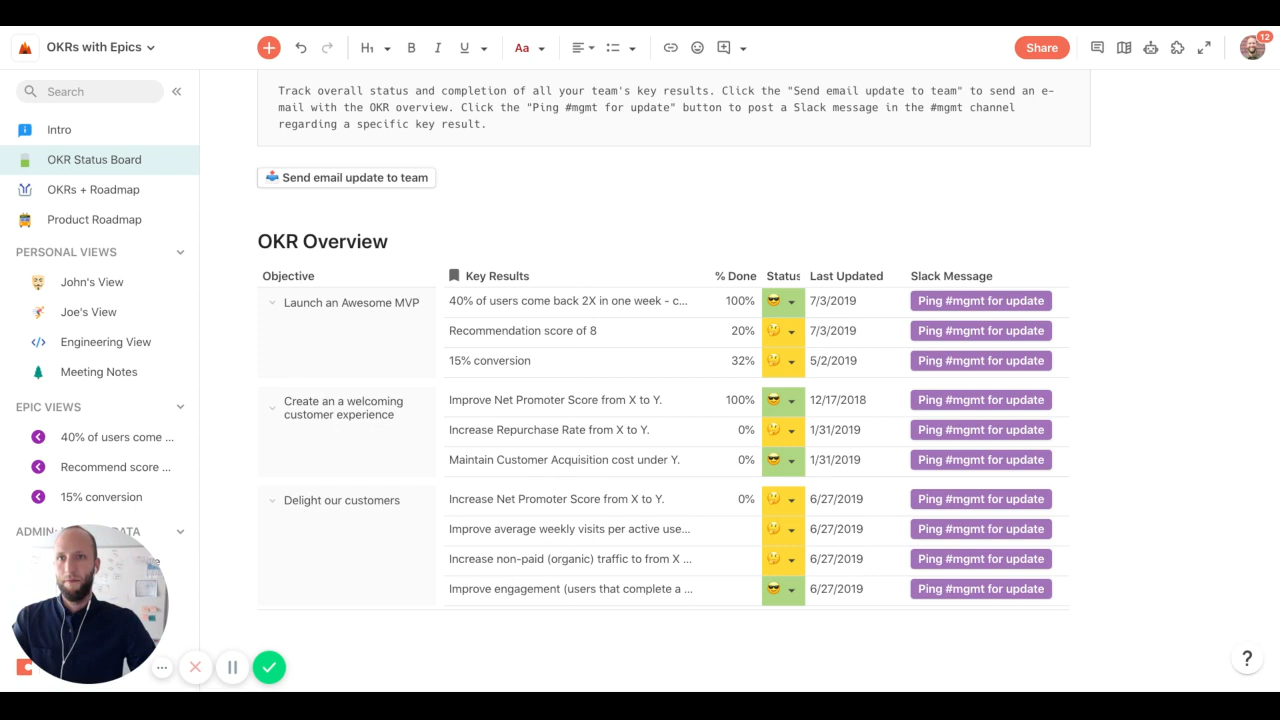 OKRs with Epics
H1
B
I
U
Aa
Share
12
Search
Intro
OKR Status Board
OKRs + Roadmap
Product Roadmap
PERSONAL VIEWS
John's View
Joe's View
Engineering View
Meeting Notes
EPIC VIEWS
40% of users come ...
Recommend score ...
15% conversion
ADMIN:
DATA
Track overall status and completion of all your team's key results. Click the "Send email update to team" to send an e-
mail with the OKR overview. Click the "Ping #mgmt for update" button to post a Slack message in the #mgmt channel
regarding a specific key result.
Send email update to team
OKR Overview
Objective Key Results % Done Status Last Updated Slack Message
Launch an Awesome MVP 40% of users come back 2X in one week - c... 100% 7/3/2019 Ping #mgmt for update
Recommendation score of 8 20% 7/3/2019 Ping #mgmt for update
15% conversion 32% 5/2/2019 Ping #mgmt for update
Create an a welcoming
customer experience
Improve Net Promoter Score from X to Y. 100% 12/17/2018 Ping #mgmt for update
Increase Repurchase Rate from X to Y. 0% 1/31/2019 Ping #mgmt for update
Maintain Customer Acquisition cost under Y. 0% 1/31/2019 Ping #mgmt for update
Delight our customers Increase Net Promoter Score from X to Y. 0% 6/27/2019 Ping #mgmt for update
Improve average weekly visits per active use... 6/27/2019 Ping #mgmt for update
Increase non-paid (organic) traffic to from X ... 6/27/2019 Ping #mgmt for update
Improve engagement (users that complete a ... 6/27/2019 Ping #mgmt for update
?